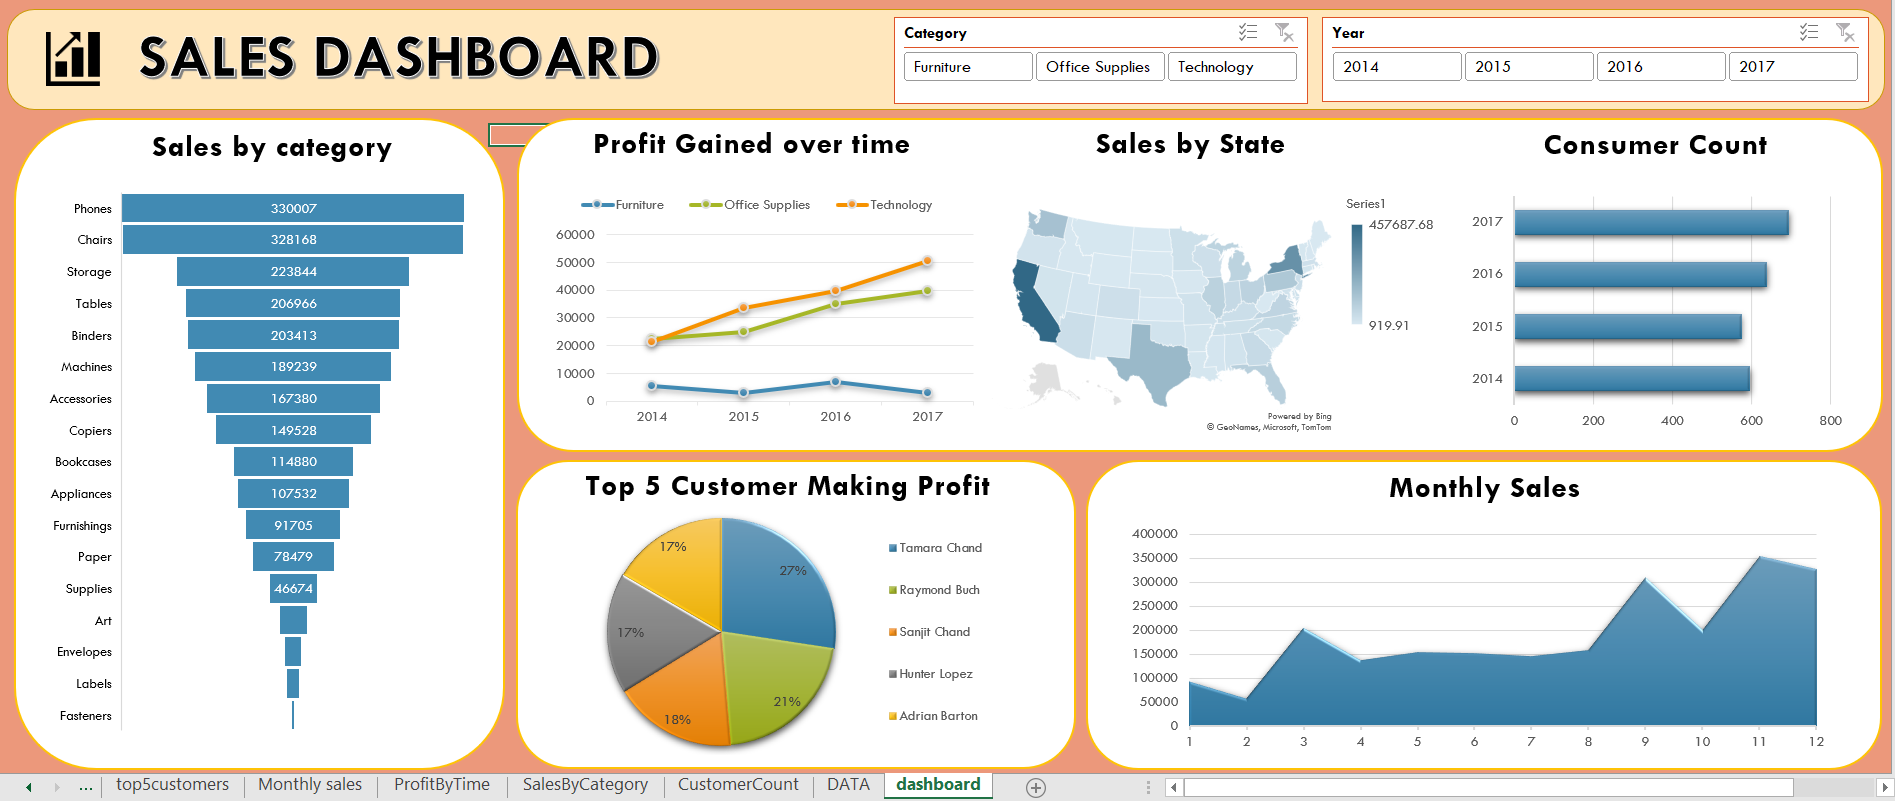 SALES DASHBOARD
Category
Furniture
Office Supplies
Technology
Year
2014
2015
2016
2017
Sales by category
Phones 330007
Chairs 328168
Storage 223844
Tables 206966
Binders 203413
Machines 189239
Accessories 167380
Copiers 149528
Bookcases 114880
Appliances 107532
Furnishings 91705
Paper 78479
Supplies 46674
Art
Envelopes
Labels
Fasteners
Profit Gained over time
Furniture Office Supplies Technology
60000
50000
40000
30000
20000
10000
0
2014 2015 2016 2017
Sales by State
Series1
457687.68
919.91
Powered by Bing
© GeoNames, Microsoft, TomTom
Consumer Count
2017
2016
2015
2014
0 200 400 600 800
Top 5 Customer Making Profit
27%
21%
18%
17%
17%
Tamara Chand
Raymond Buch
Sanjit Chand
Hunter Lopez
Adrian Barton
Monthly Sales
400000
350000
300000
250000
200000
150000
100000
50000
0
1 2 3 4 5 6 7 8 9 10 11 12
... top5customers Monthly sales ProfitByTime SalesByCategory CustomerCount DATA dashboard